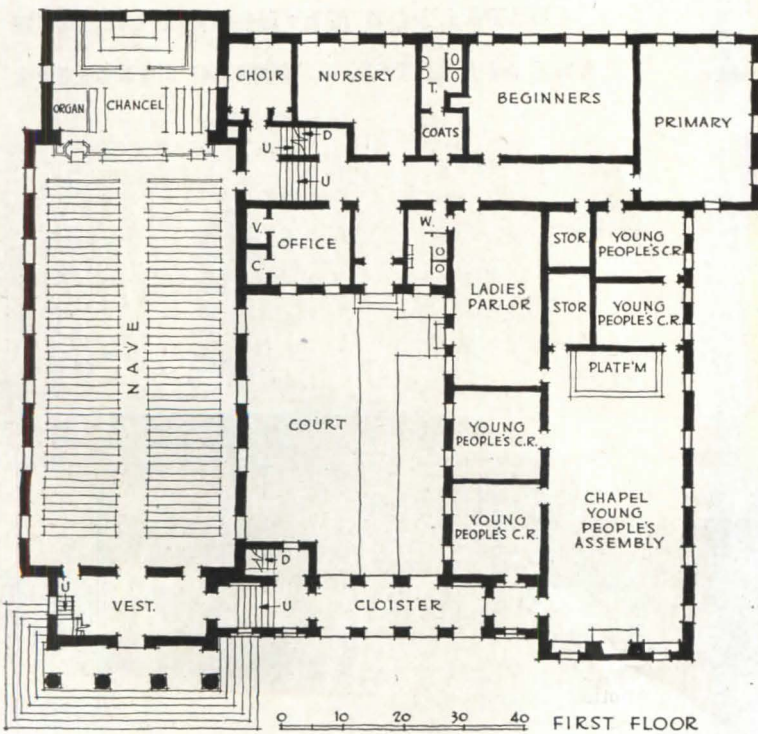 CHOIR
NURSERY
T.
COATS
BEGINNERS
PRIMARY
ORGAN
CHANCEL
D
U
U
V.
C.
OFFICE
W.
LADIES
PARLOR
STOR.
YOUNG
PEOPLE'S C.R.
STOR
YOUNG
PEOPLE'S C.R.
PLATF'M
NAVE
COURT
YOUNG
PEOPLE'S C.R.
YOUNG
PEOPLE'S C.R.
CHAPEL
YOUNG
PEOPLE'S
ASSEMBLY
D
U
VEST.
U
CLOISTER
0 10 20 30 40
FIRST FLOOR